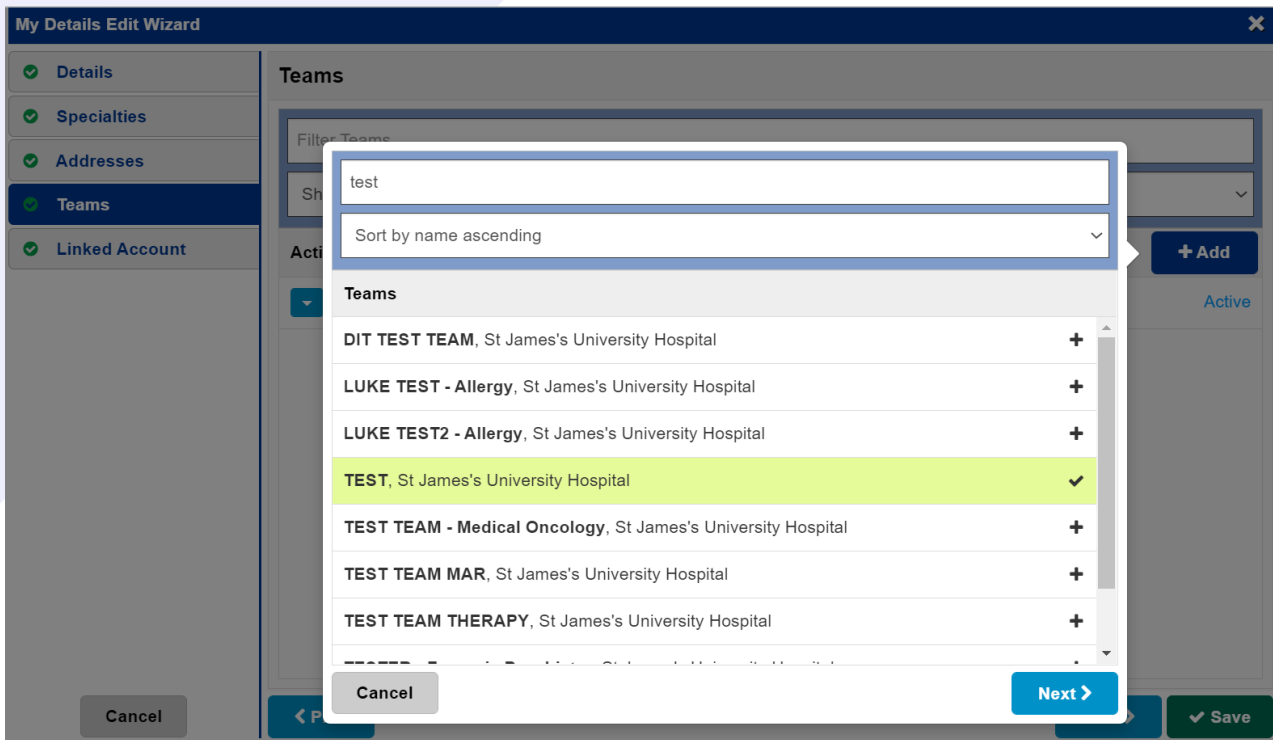 My Details Edit Wizard
Details
Specialties
Addresses
Teams
Linked Account
Cancel
Teams
Filter Teams
Sh
Acti
Add
Active
test
Sort by name ascending
Teams
DIT TEST TEAM, St James's University Hospital
LUKE TEST - Allergy, St James's University Hospital
LUKE TEST2 - Allergy, St James's University Hospital
TEST, St James's University Hospital
TEST TEAM - Medical Oncology, St James's University Hospital
TEST TEAM MAR, St James's University Hospital
TEST TEAM THERAPY, St James's University Hospital
Cancel
Next
P
Save